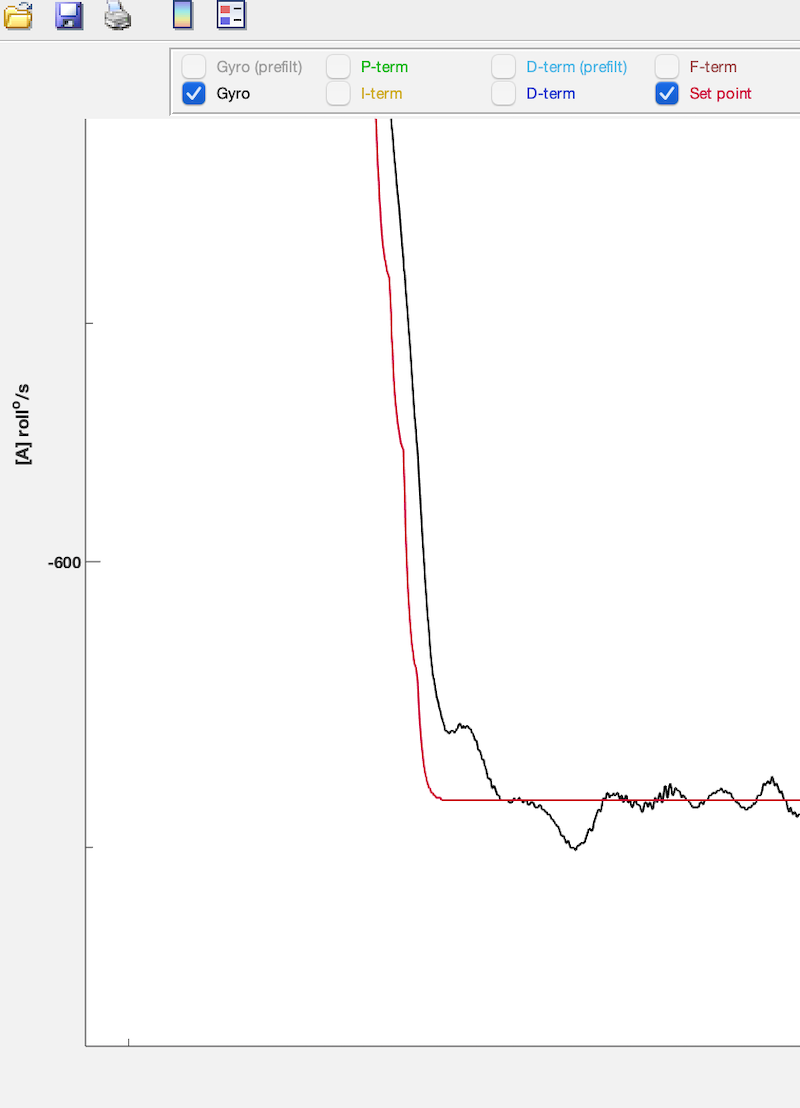 Gyro (prefilt) P-term D-term (prefilt) F-term
Gyro I-term D-term Set point
[A] roll°/s
-600